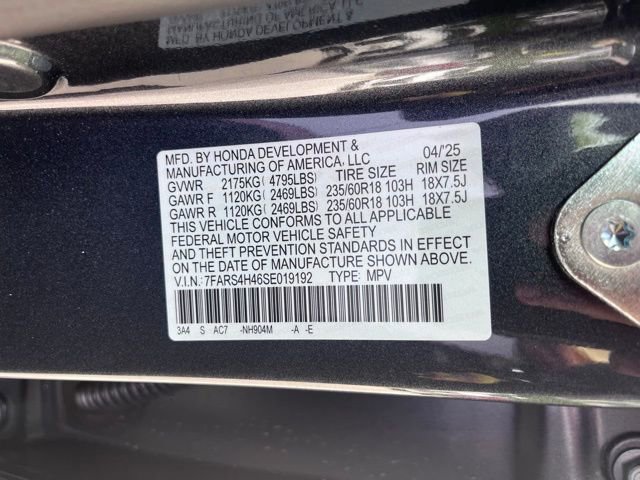 MFD. BY HONDA DEVELOPMENT & 04/'25
MANUFACTURING OF AMERICA, LLC
GVWR 2175KG( 4795LBS) TIRE SIZE RIM SIZE
GAWR F 1120KG( 2469LBS) 235/60R18 103H 18X7.5J
GAWR R 1120KG( 2469LBS) 235/60R18 103H 18X7.5J
THIS VEHICLE CONFORMS TO ALL APPLICABLE
FEDERAL MOTOR VEHICLE SAFETY
AND THEFT PREVENTION STANDARDS IN EFFECT
ON THE DATE OF MANUFACTURE SHOWN ABOVE.
V.I.N.:7FARS4H46SE019192 TYPE: MPV
3A4 S AC7 -NH904M -A -E